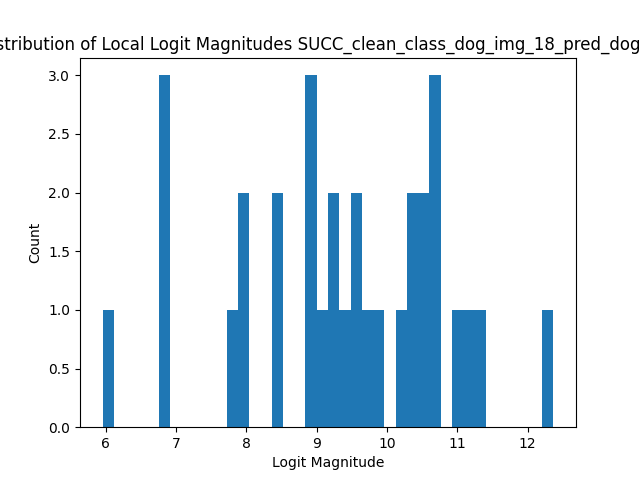 stribution of Local Logit Magnitudes SUCC_clean_class_dog_img_18_pred_dog
3.0
2.5
2.0
1.5
1.0
0.5
0.0
Count
6 7 8 9 10 11 12
Logit Magnitude